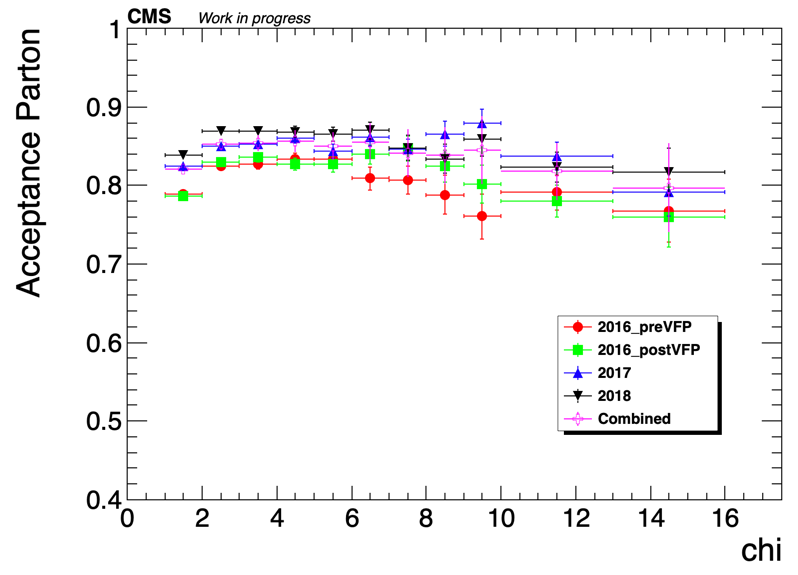 CMS Work in progress
Acceptance Parton
1
0.9
0.8
0.7
0.6
0.5
0.4
0 2 4 6 8 10 12 14 16
chi
2016_preVFP
2016_postVFP
2017
2018
Combined